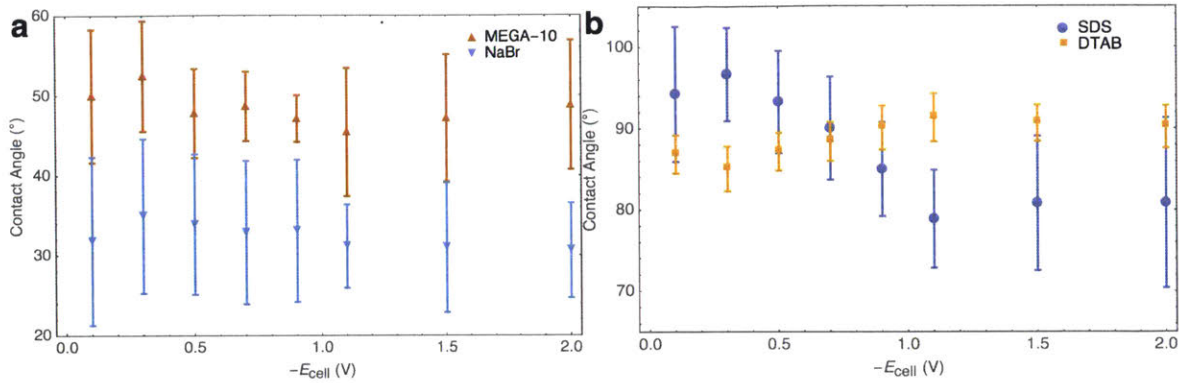 a
60
50
40
30
20
Contact Angle (°)
MEGA-10
NaBr
0.0 0.5 1.0 1.5 2.0
−Ecell (V)
b
100
90
80
70
Contact Angle (°)
SDS
DTAB
0.0 0.5 1.0 1.5 2.0
−Ecell (V)